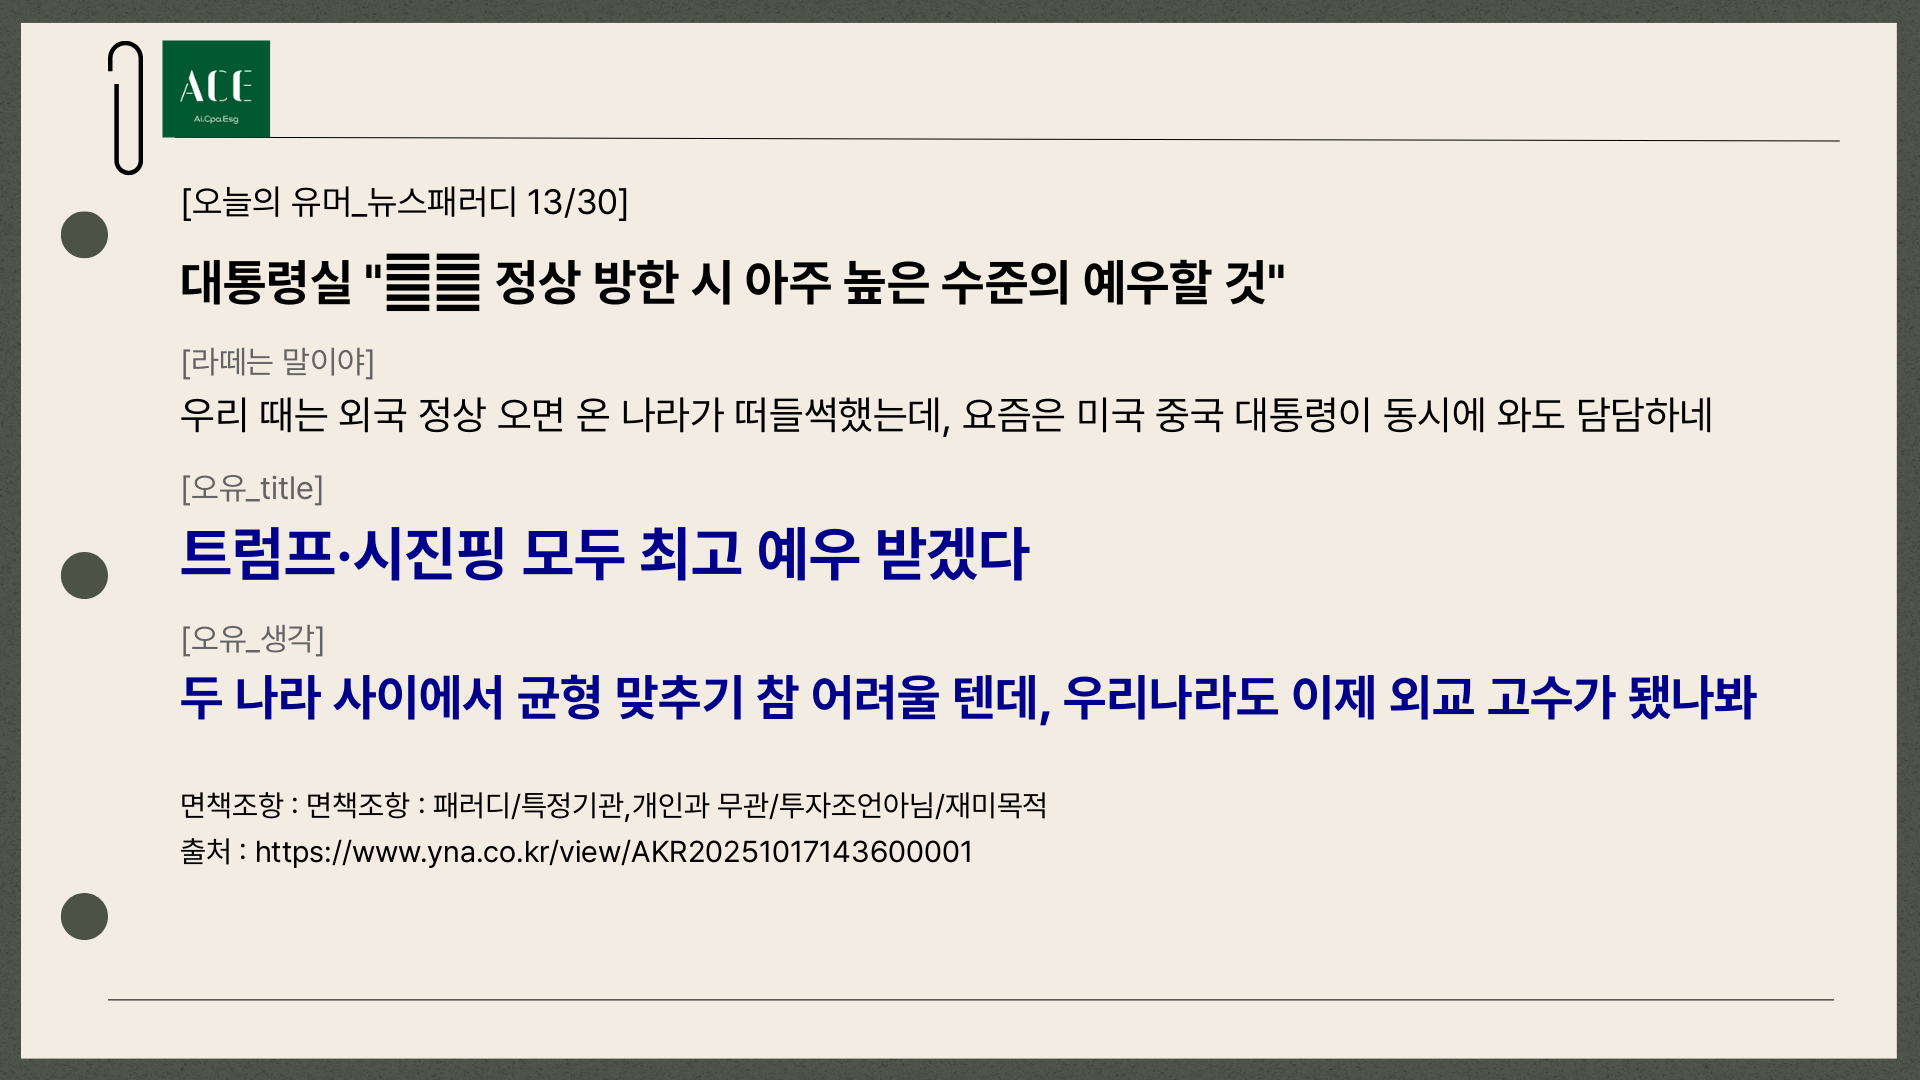 ACE
Ai.Cpa.Esg
[오늘의 유머_뉴스패러디 13/30]
대통령실 " 정상 방한 시 아주 높은 수준의 예우할 것"
[라떼는 말이야]
우리 때는 외국 정상 오면 온 나라가 떠들썩했는데, 요즘은 미국 중국 대통령이 동시에 와도 담담하네
[오유_title]
트럼프·시진핑 모두 최고 예우 받겠다
[오유_생각]
두 나라 사이에서 균형 맞추기 참 어려울 텐데, 우리나라도 이제 외교 고수가 됐나봐
면책조항 : 면책조항 : 패러디/특정기관,개인과 무관/투자조언아님/재미목적
출처 : https://www.yna.co.kr/view/AKR20251017143600001